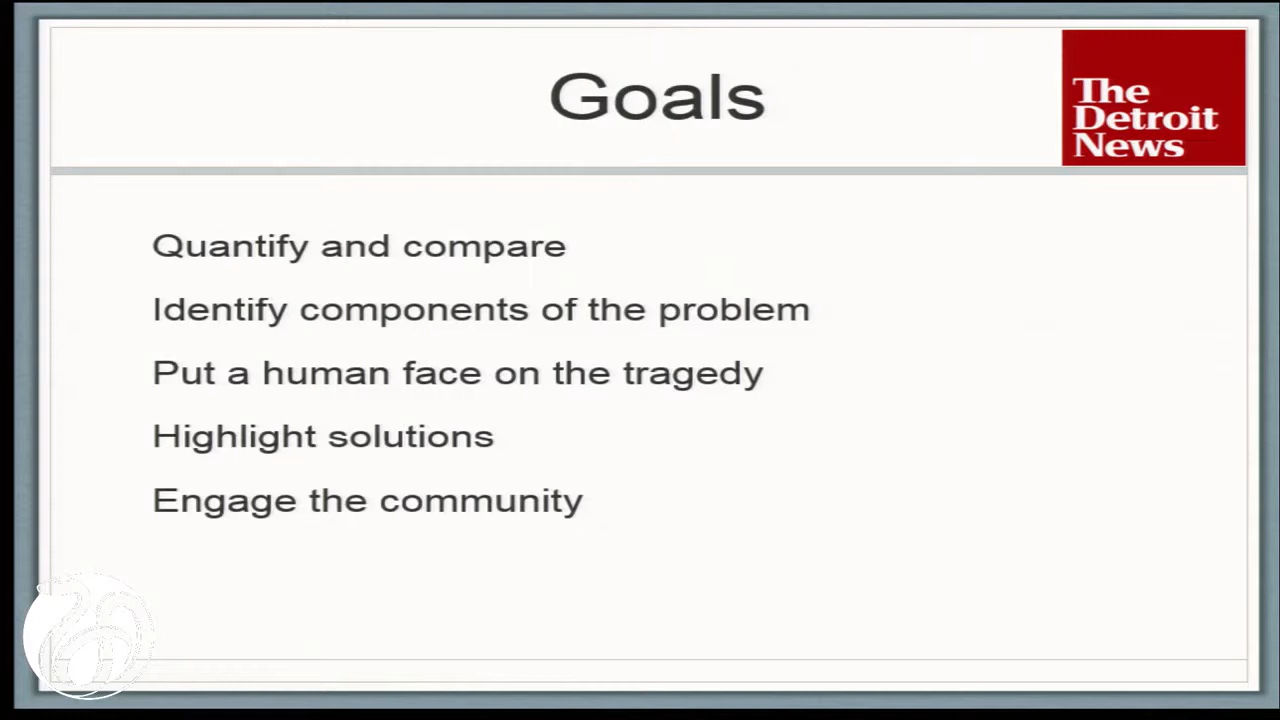 Goals
The
Detroit
News
Quantify and compare
Identify components of the problem
Put a human face on the tragedy
Highlight solutions
Engage the community